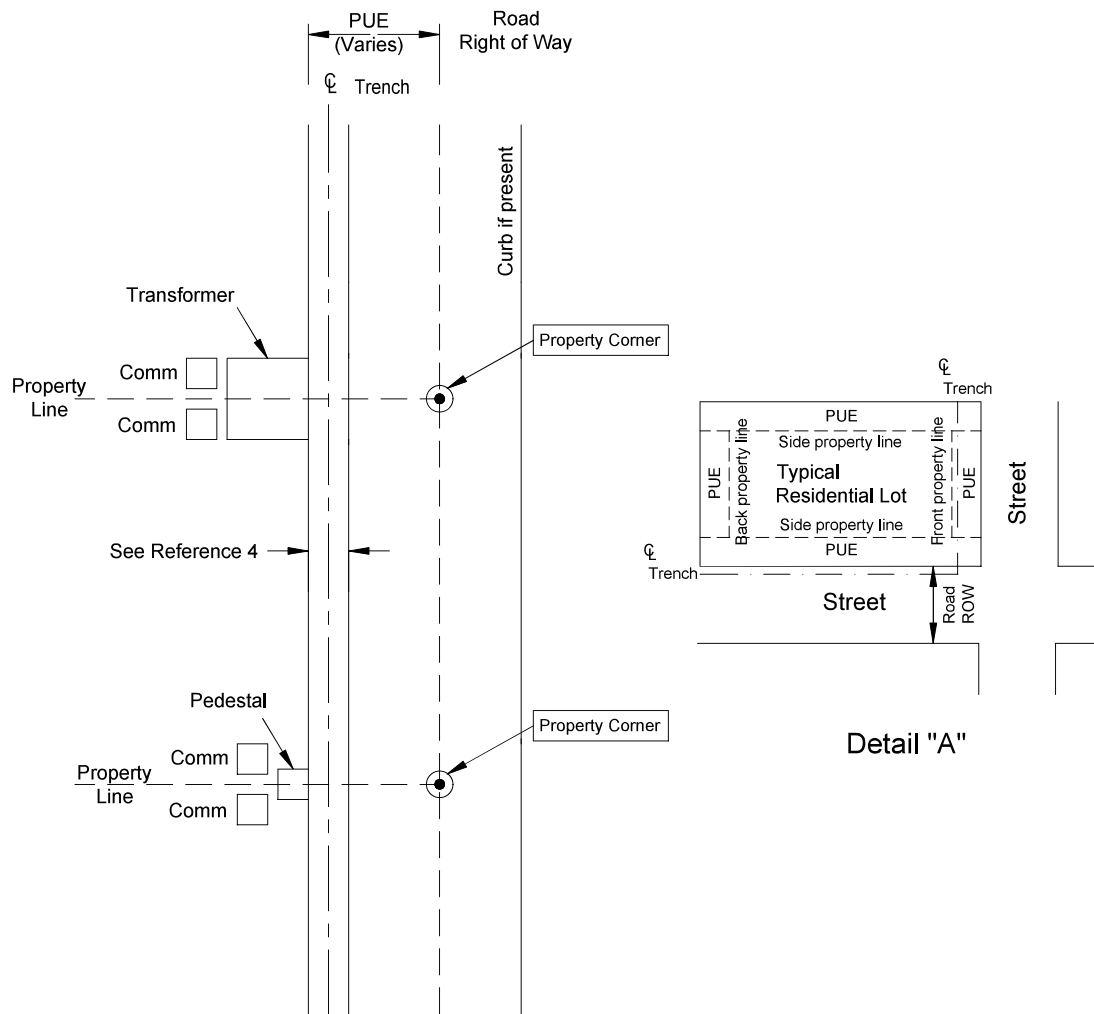 PUE
(Varies)
Road
Right of Way
℄ Trench
Curb if present
Transformer
Comm
Comm
Property
Line
Property Corner
See Reference 4
Pedestal
Comm
Comm
Property
Line
Property Corner
℄
Trench
PUE
Side property line
PUE
Back property line
Typical
Residential Lot
Front property line
PUE
Side property line
PUE
Street
℄
Trench
Street
Road
ROW
Detail "A"